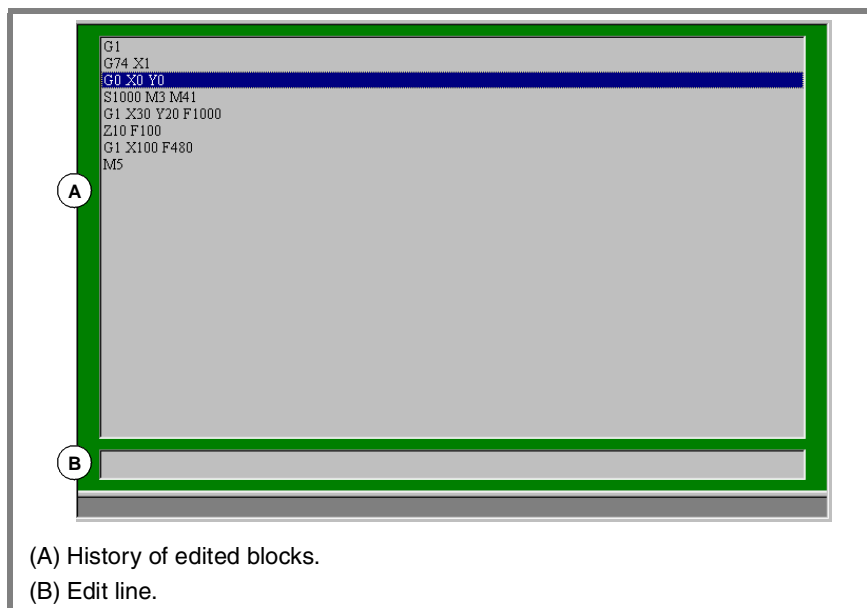 G1
G74 X1
G0 X0 Y0
S1000 M3 M41
G1 X30 Y20 F1000
Z10 F100
G1 X100 F480
M5
A
B
(A) History of edited blocks.
(B) Edit line.